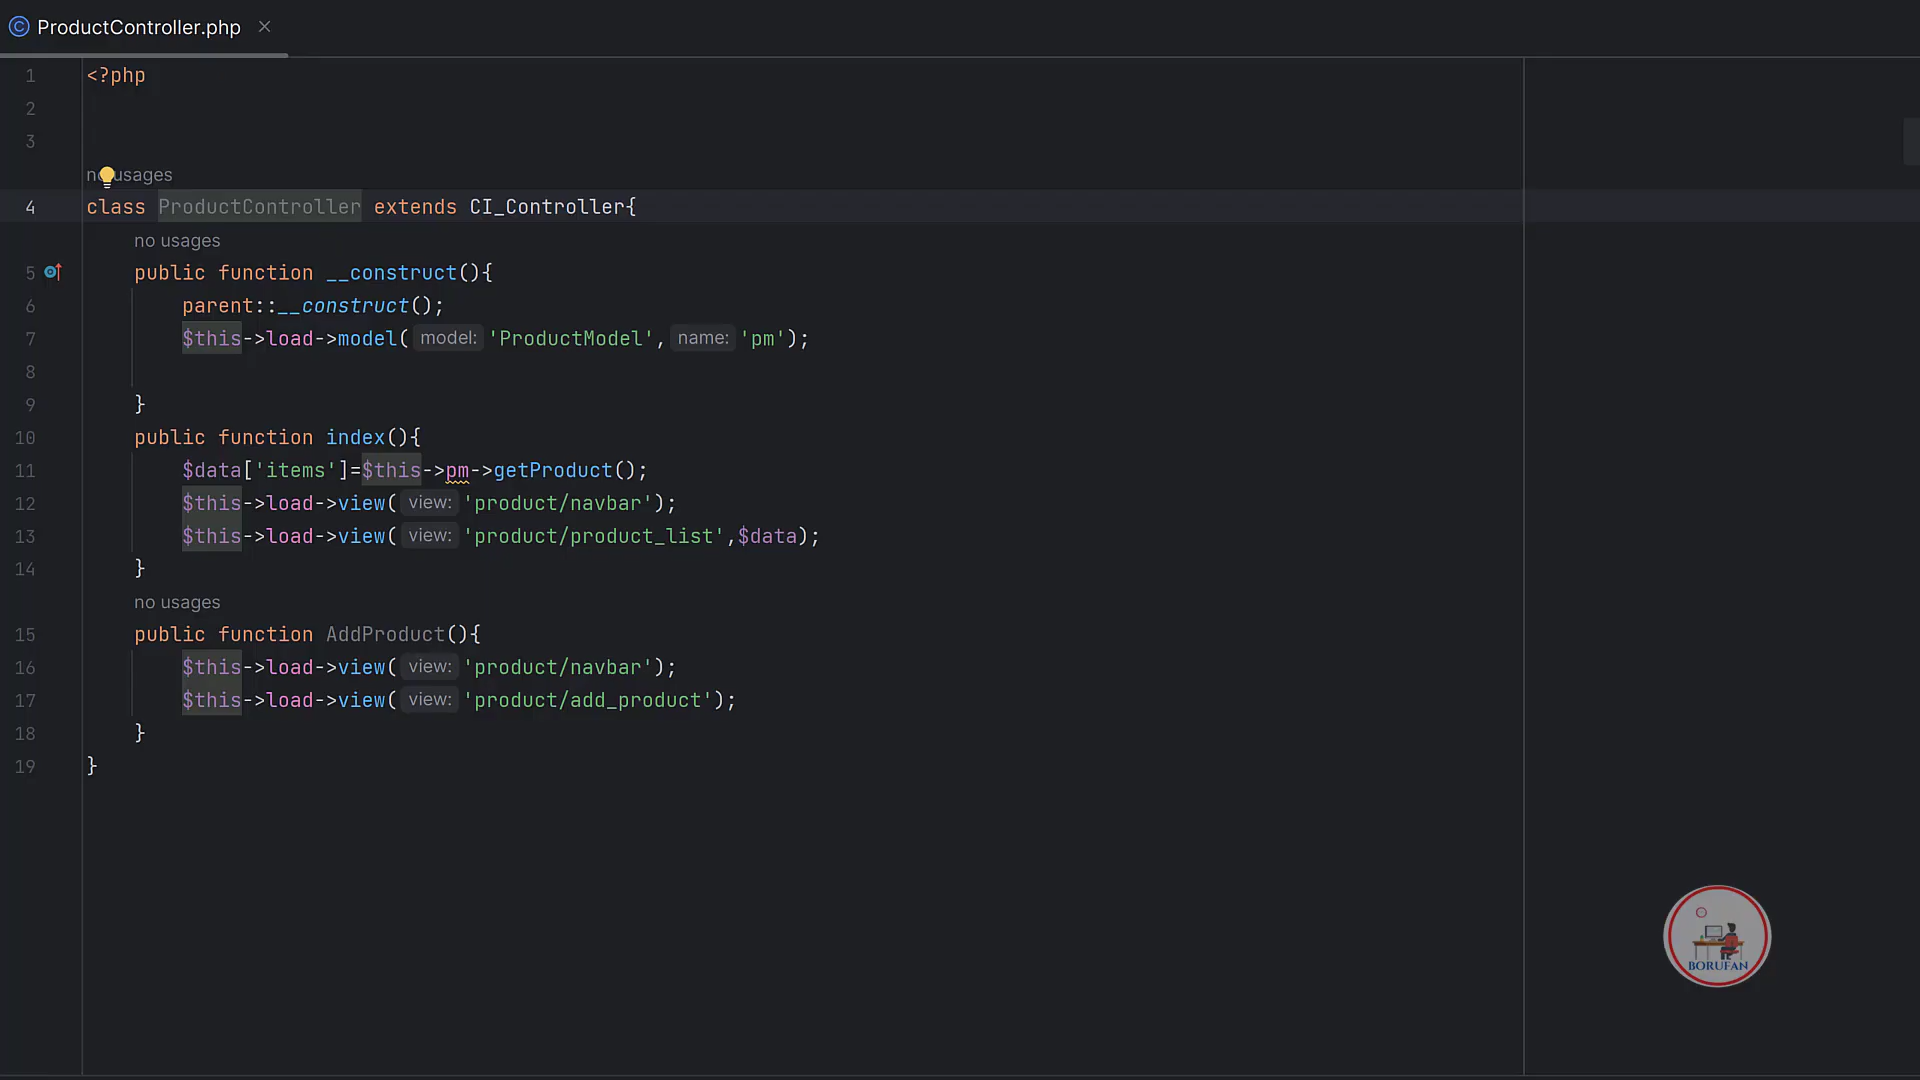 ProductController.php
1 <?php
2
3
no usages
4 class ProductController extends CI_Controller{
no usages
5 public function __construct(){
6 parent::__construct();
7 $this->load->model( model: 'ProductModel', name: 'pm');
8
9 }
10 public function index(){
11 $data['items']=$this->pm->getProduct();
12 $this->load->view( view: 'product/navbar');
13 $this->load->view( view: 'product/product_list',$data);
14 }
no usages
15 public function AddProduct(){
16 $this->load->view( view: 'product/navbar');
17 $this->load->view( view: 'product/add_product');
18 }
19 }
BORUFAN